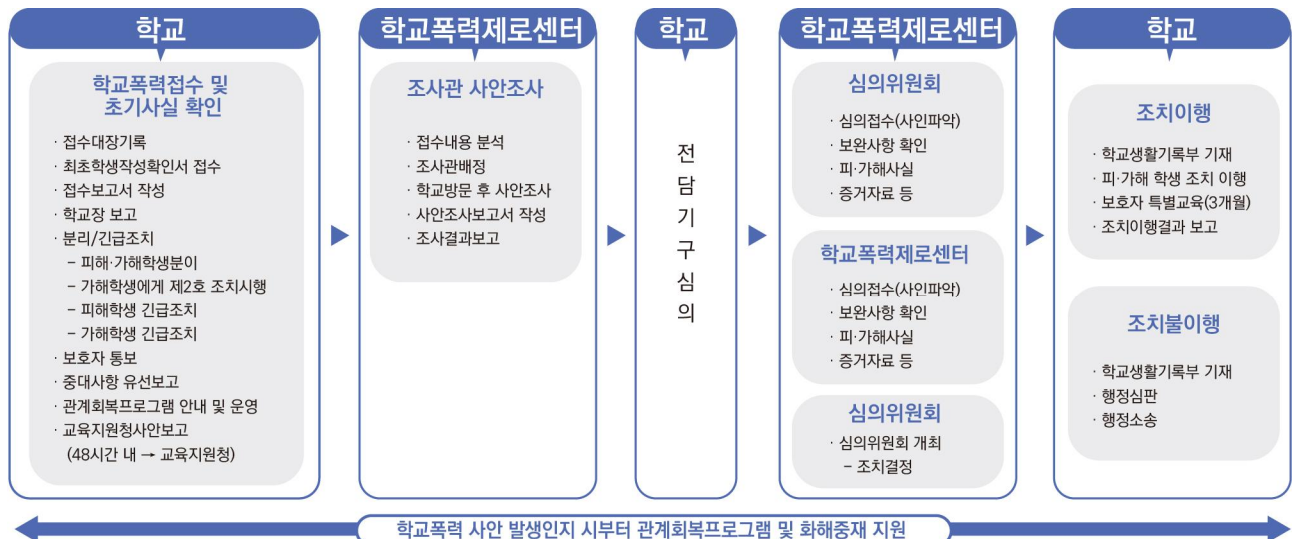 학교
학교폭력접수 및
초기사실 확인
· 접수대장기록
· 최초학생작성확인서 접수
· 접수보고서 작성
· 학교장 보고
· 분리/긴급조치
– 피해·가해학생분이
– 가해학생에게 제2호 조치시행
– 피해학생 긴급조치
– 가해학생 긴급조치
· 보호자 통보
· 중대사항 유선보고
· 관계회복프로그램 안내 및 운영
· 교육지원청사안보고
(48시간 내 → 교육지원청)
학교폭력제로센터
조사관 사안조사
· 접수내용 분석
· 조사관배정
· 학교방문 후 사안조사
· 사안조사보고서 작성
· 조사결과보고
학교
전
담
기
구
심
의
학교폭력제로센터
심의위원회
· 심의접수(사인파악)
· 보완사항 확인
· 피·가해사실
· 증거자료 등
학교폭력제로센터
· 심의접수(사인파악)
· 보완사항 확인
· 피·가해사실
· 증거자료 등
심의위원회
· 심의위원회 개최
– 조치결정
학교
조치이행
· 학교생활기록부 기재
· 피·가해 학생 조치 이행
· 보호자 특별교육(3개월)
· 조치이행결과 보고
조치불이행
· 학교생활기록부 기재
· 행정심판
· 행정소송
학교폭력 사안 발생인지 시부터 관계회복프로그램 및 화해중재 지원